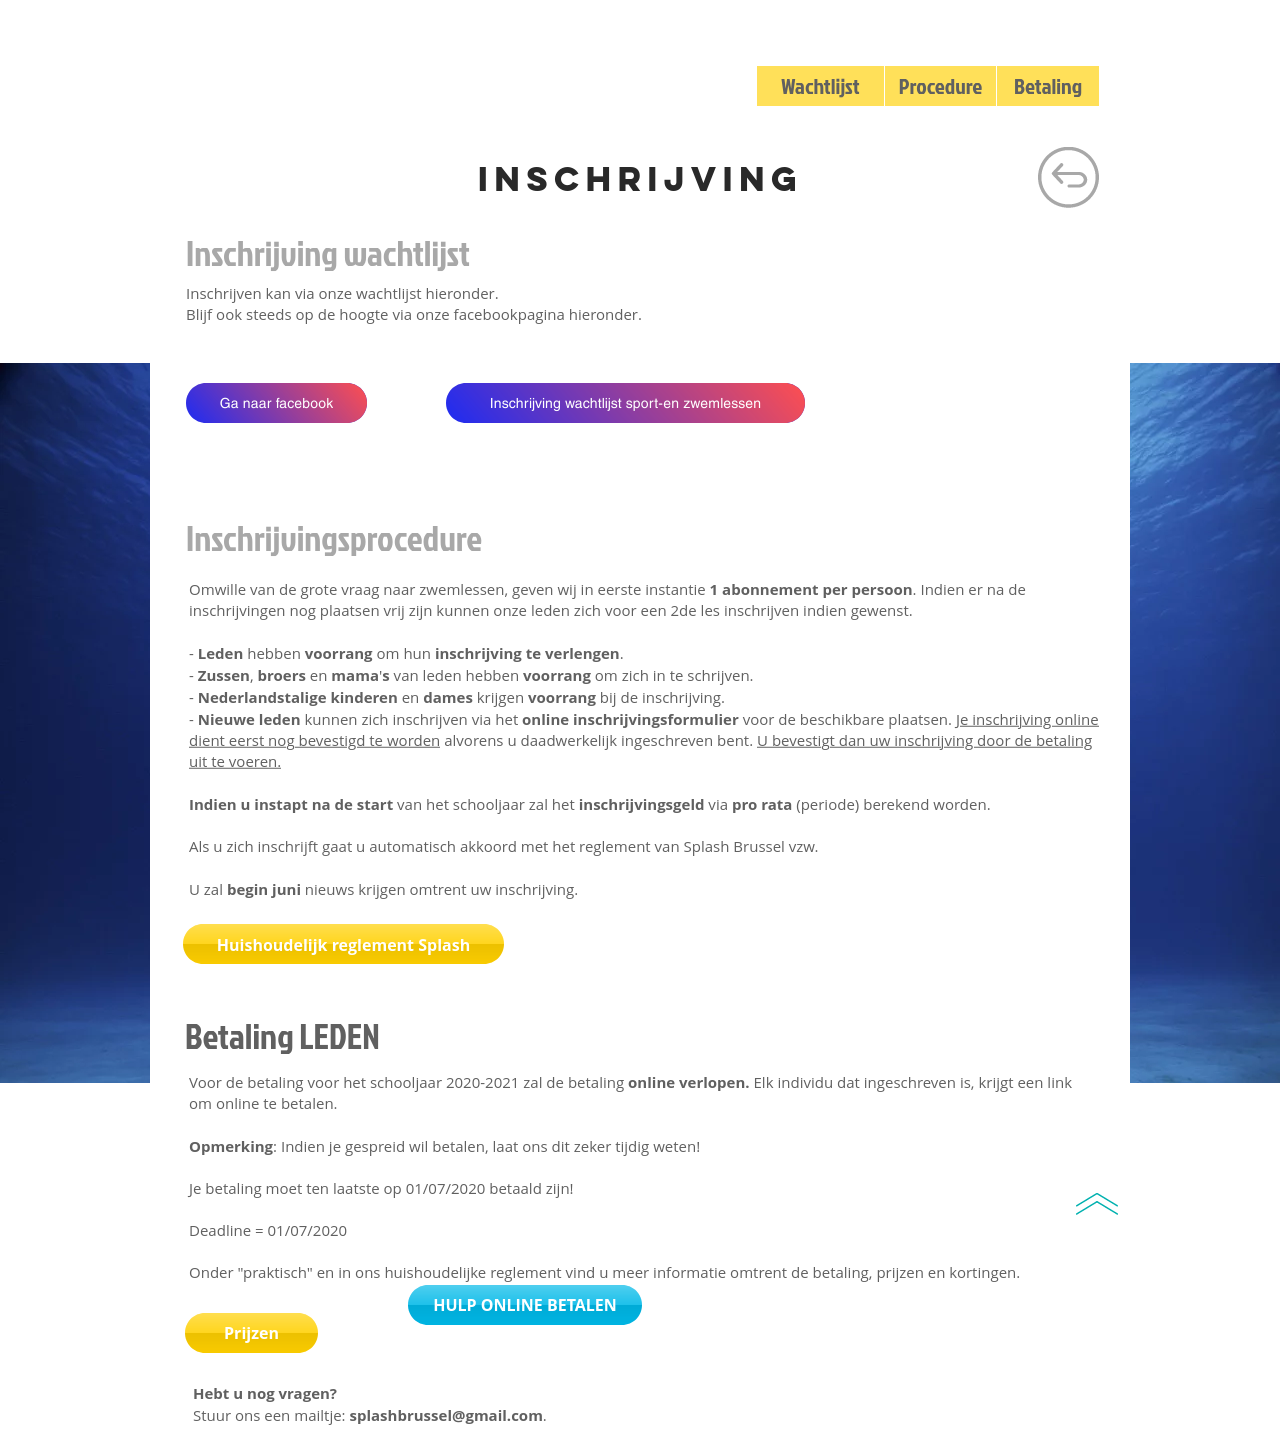 Wachtlijst
Procedure
Betaling
INSCHRIJVING
Inschrijving wachtlijst
Inschrijven kan via onze wachtlijst hieronder.
Blijf ook steeds op de hoogte via onze facebookpagina hieronder.
Ga naar facebook
Inschrijving wachtlijst sport-en zwemlessen
Inschrijvingsprocedure
Omwille van de grote vraag naar zwemlessen, geven wij in eerste instantie 1 abonnement per persoon. Indien er na de
inschrijvingen nog plaatsen vrij zijn kunnen onze leden zich voor een 2de les inschrijven indien gewenst.
- Leden hebben voorrang om hun inschrijving te verlengen.
- Zussen, broers en mama's van leden hebben voorrang om zich in te schrijven.
- Nederlandstalige kinderen en dames krijgen voorrang bij de inschrijving.
- Nieuwe leden kunnen zich inschrijven via het online inschrijvingsformulier voor de beschikbare plaatsen. Je inschrijving online
dient eerst nog bevestigd te worden alvorens u daadwerkelijk ingeschreven bent. U bevestigt dan uw inschrijving door de betaling
uit te voeren.
Indien u instapt na de start van het schooljaar zal het inschrijvingsgeld via pro rata (periode) berekend worden.
Als u zich inschrijft gaat u automatisch akkoord met het reglement van Splash Brussel vzw.
U zal begin juni nieuws krijgen omtrent uw inschrijving.
Huishoudelijk reglement Splash
Betaling LEDEN
Voor de betaling voor het schooljaar 2020-2021 zal de betaling online verlopen. Elk individu dat ingeschreven is, krijgt een link
om online te betalen.
Opmerking: Indien je gespreid wil betalen, laat ons dit zeker tijdig weten!
Je betaling moet ten laatste op 01/07/2020 betaald zijn!
Deadline = 01/07/2020
Onder "praktisch" en in ons huishoudelijke reglement vind u meer informatie omtrent de betaling, prijzen en kortingen.
HULP ONLINE BETALEN
Prijzen
Hebt u nog vragen?
Stuur ons een mailtje: splashbrussel@gmail.com.